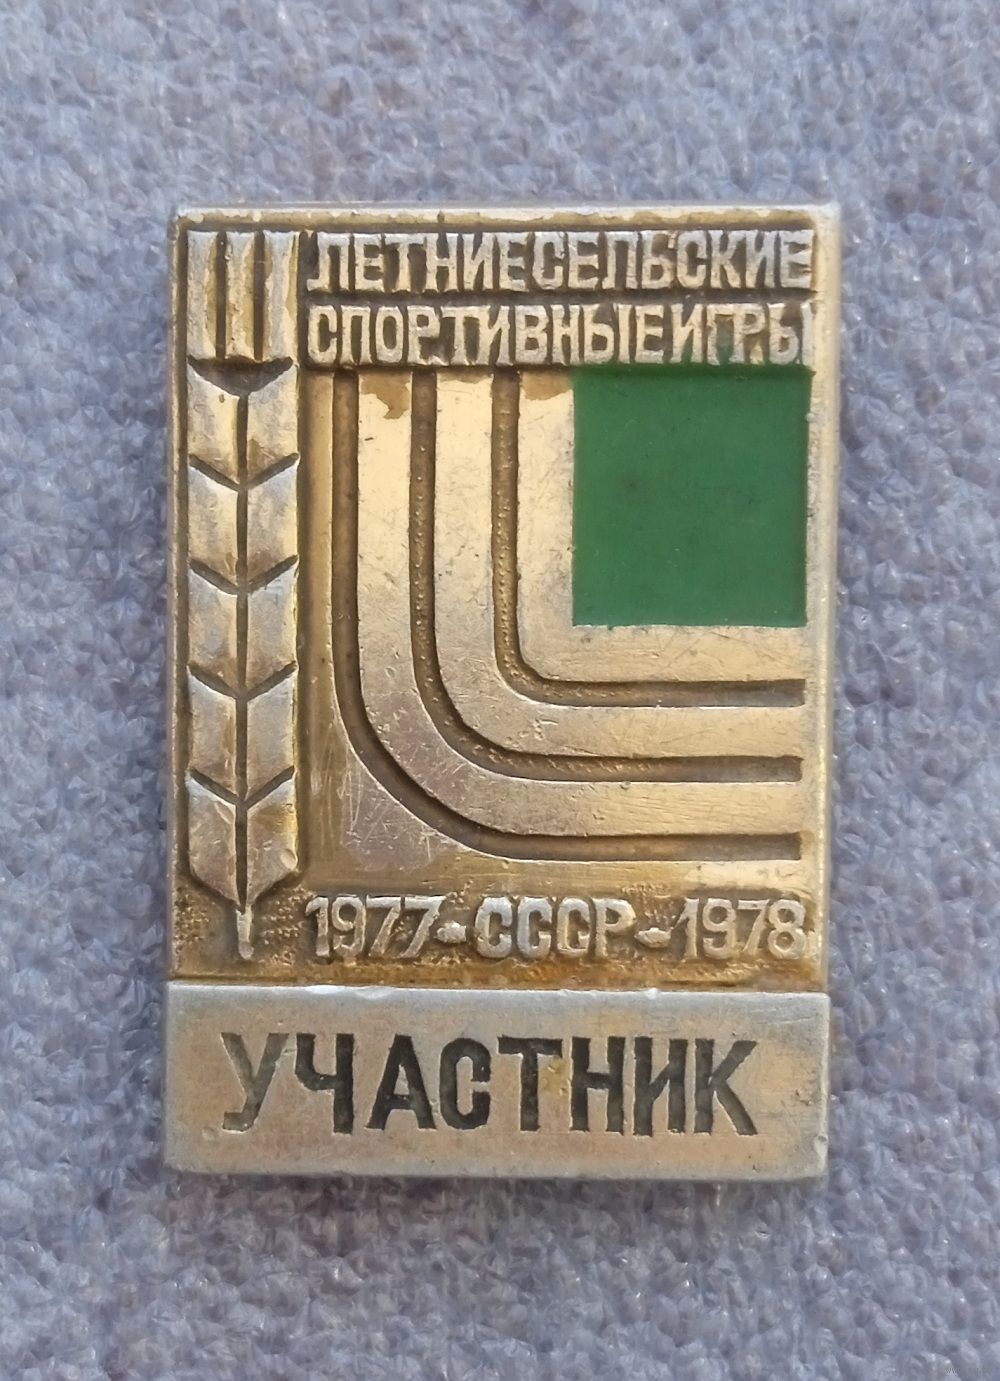 III ЛЕТНИЕ СЕЛЬСКИЕ
СПОРТИВНЫЕ ИГРЫ
1977·СССР·1978
УЧАСТНИК